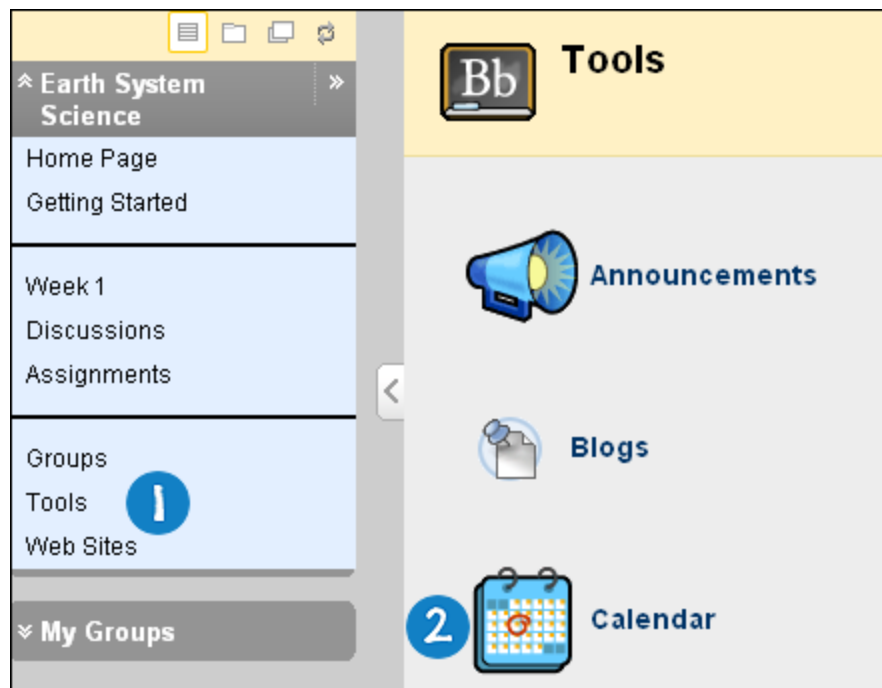 Earth System
Science
Home Page
Getting Started
Week 1
Discussions
Assignments
Groups
Tools
1
Web Sites
My Groups
Bb
Tools
Announcements
Blogs
2
Calendar